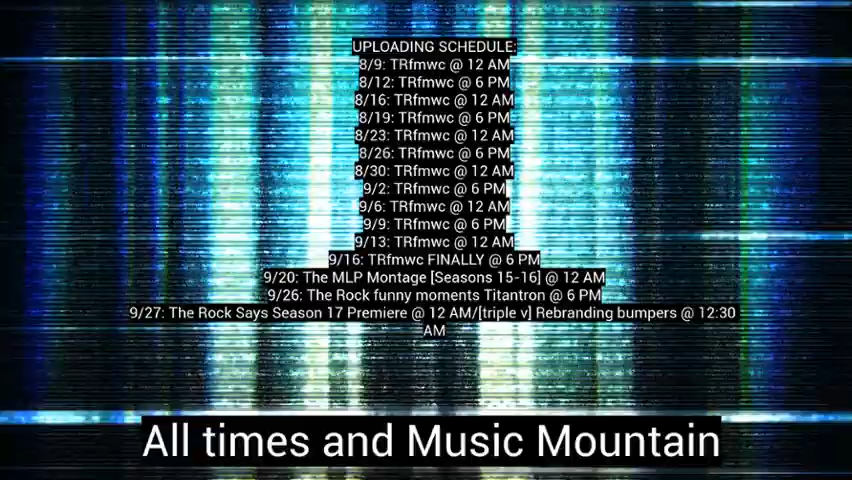 UPLOADING SCHEDULE:
8/9: TRfmwc @ 12 AM
8/12: TRfmwc @ 6 PM
8/16: TRfmwc @ 12 AM
8/19: TRfmwc @ 6 PM
8/23: TRfmwc @ 12 AM
8/26: TRfmwc @ 6 PM
8/30: TRfmwc @ 12 AM
9/2: TRfmwc @ 6 PM
9/6: TRfmwc @ 12 AM
9/9: TRfmwc @ 6 PM
9/13: TRfmwc @ 12 AM
9/16: TRfmwc FINALLY @ 6 PM
9/20: The MLP Montage [Seasons 15-16] @ 12 AM
9/26: The Rock funny moments Titantron @ 6 PM
9/27: The Rock Says Season 17 Premiere @ 12 AM/[triple v] Rebranding bumpers @ 12:30
AM
All times and Music Mountain